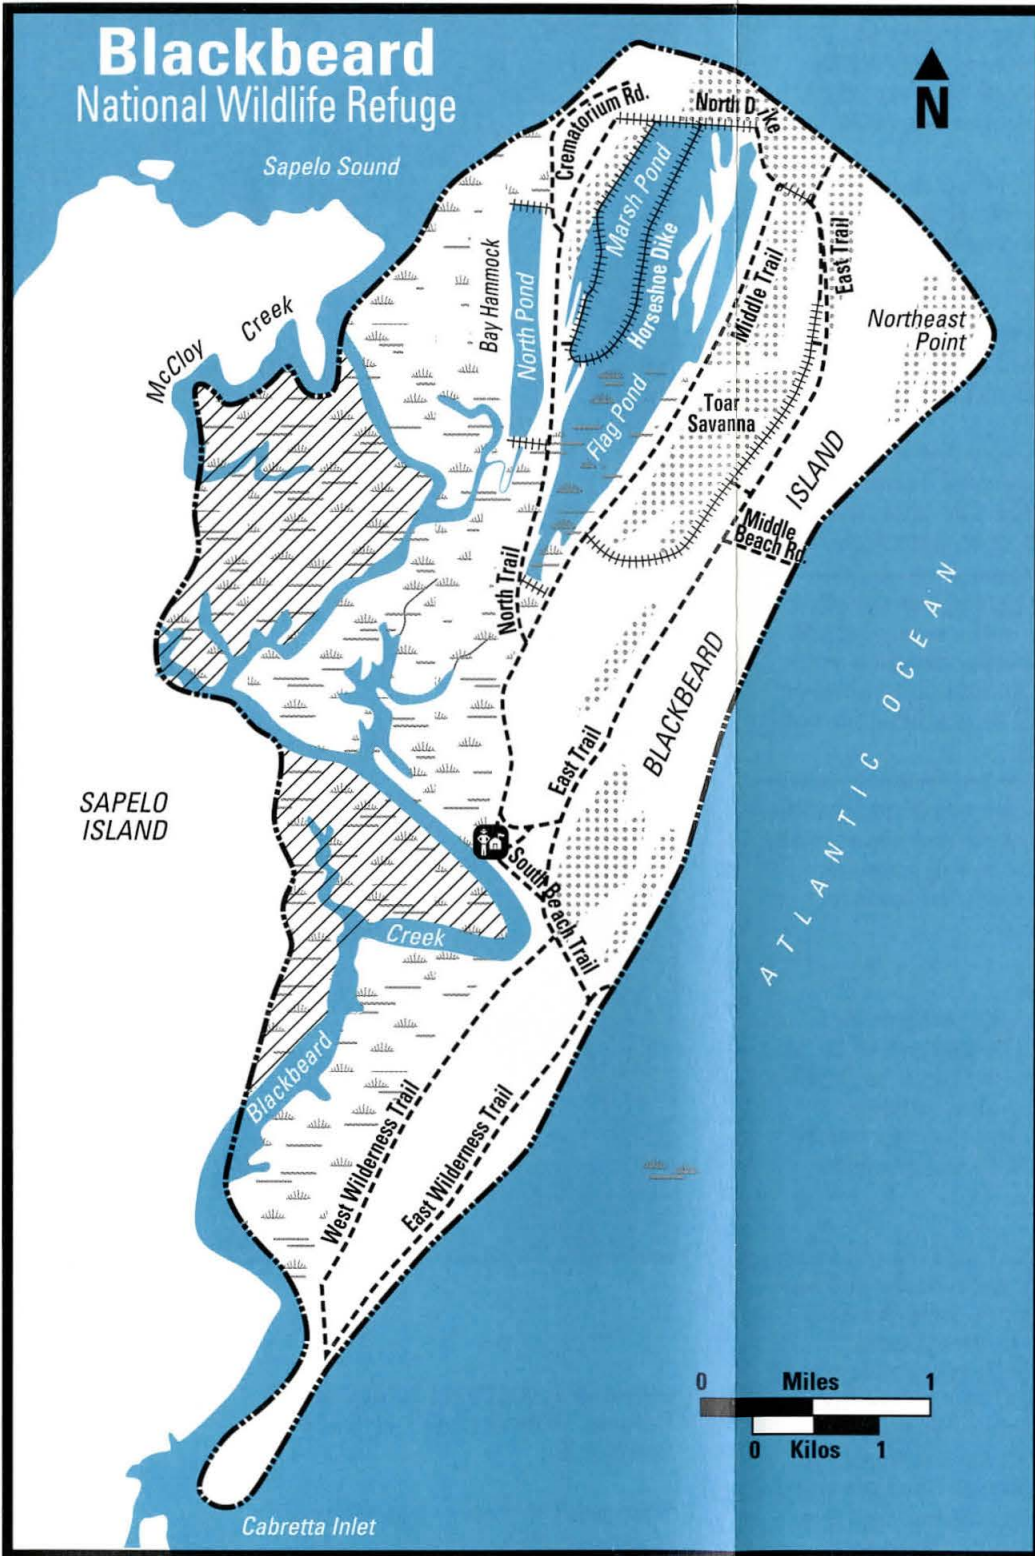 Blackbeard
National Wildlife Refuge
Sapelo Sound
N
Crematorium Rd.
North Dike
Marsh Pond
Horseshoe Dike
Bay Hammock
North Pond
Middle Trail
East Trail
Northeast
Point
McCloy Creek
Flag Pond
Toar
Savanna
BLACKBEARD ISLAND
Middle
Beach Rd.
North Trail
ATLANTIC OCEAN
East Trail
SAPELO
ISLAND
South Beach Trail
Blackbeard Creek
West Wilderness Trail
East Wilderness Trail
0 Miles 1
0 Kilos 1
Cabretta Inlet